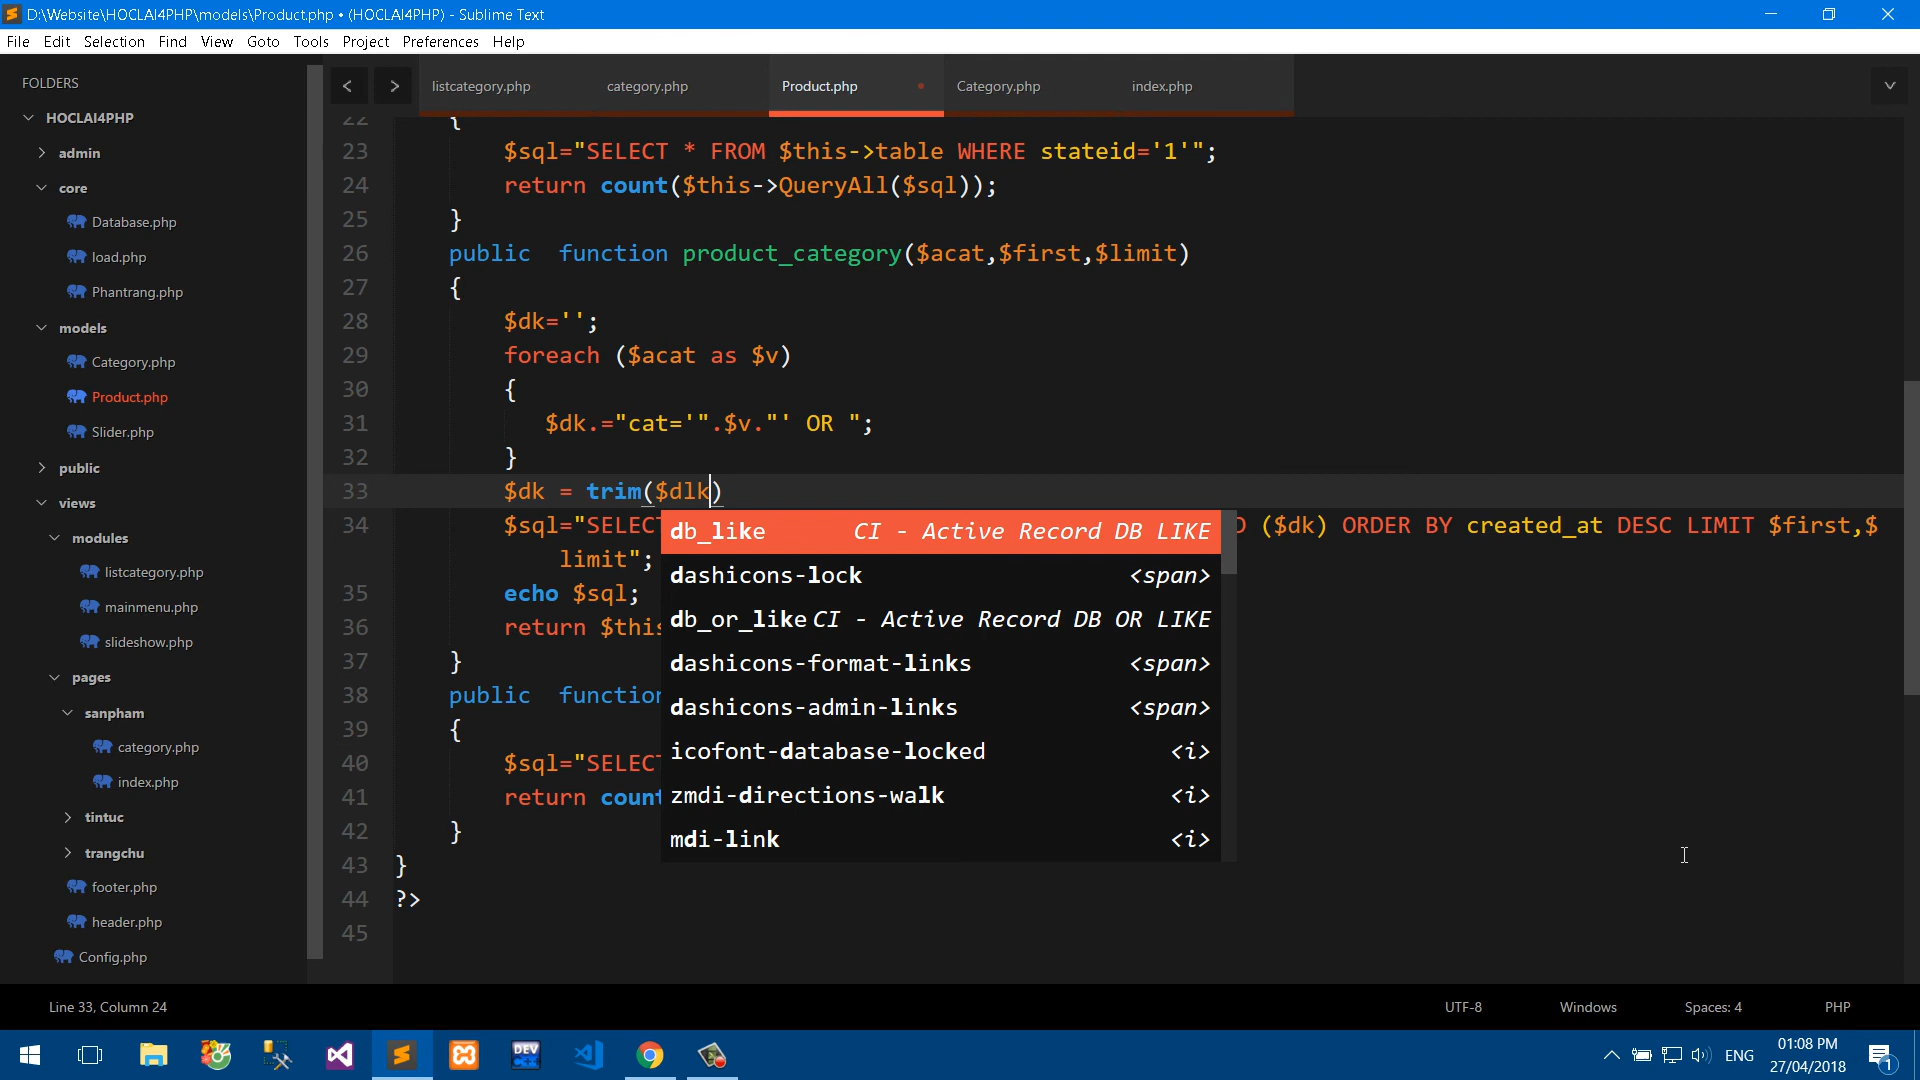 D:\Website\HOCLAI4PHP\models\Product.php • (HOCLAI4PHP) - Sublime Text
File Edit Selection Find View Goto Tools Project Preferences Help
FOLDERS
HOCLAI4PHP
admin
core
Database.php
load.php
Phantrang.php
models
Category.php
Product.php
Slider.php
public
views
modules
listcategory.php
mainmenu.php
slideshow.php
pages
sanpham
category.php
index.php
tintuc
trangchu
footer.php
header.php
Config.php
listcategory.php category.php Product.php Category.php index.php
22 {
23 $sql="SELECT * FROM $this->table WHERE stateid='1'";
24 return count($this->QueryAll($sql));
25 }
26 public function product_category($acat,$first,$limit)
27 {
28 $dk='';
29 foreach ($acat as $v)
30 {
31 $dk.="cat='".$v."' OR ";
32 }
33 $dk = trim($dlk)
34 $sql="SELECT ($dk) ORDER BY created_at DESC LIMIT $first,$
limit";
35 echo $sql;
36 return $this
37 }
38 public function
39 {
40 $sql="SELECT
41 return count
42 }
43 }
44 ?>
45
db_like CI - Active Record DB LIKE
dashicons-lock <span>
db_or_like CI - Active Record DB OR LIKE
dashicons-format-links <span>
dashicons-admin-links <span>
icofont-database-locked <i>
zmdi-directions-walk <i>
mdi-link <i>
Line 33, Column 24 UTF-8 Windows Spaces: 4 PHP
DEV
C++
ENG
01:08 PM
27/04/2018
1